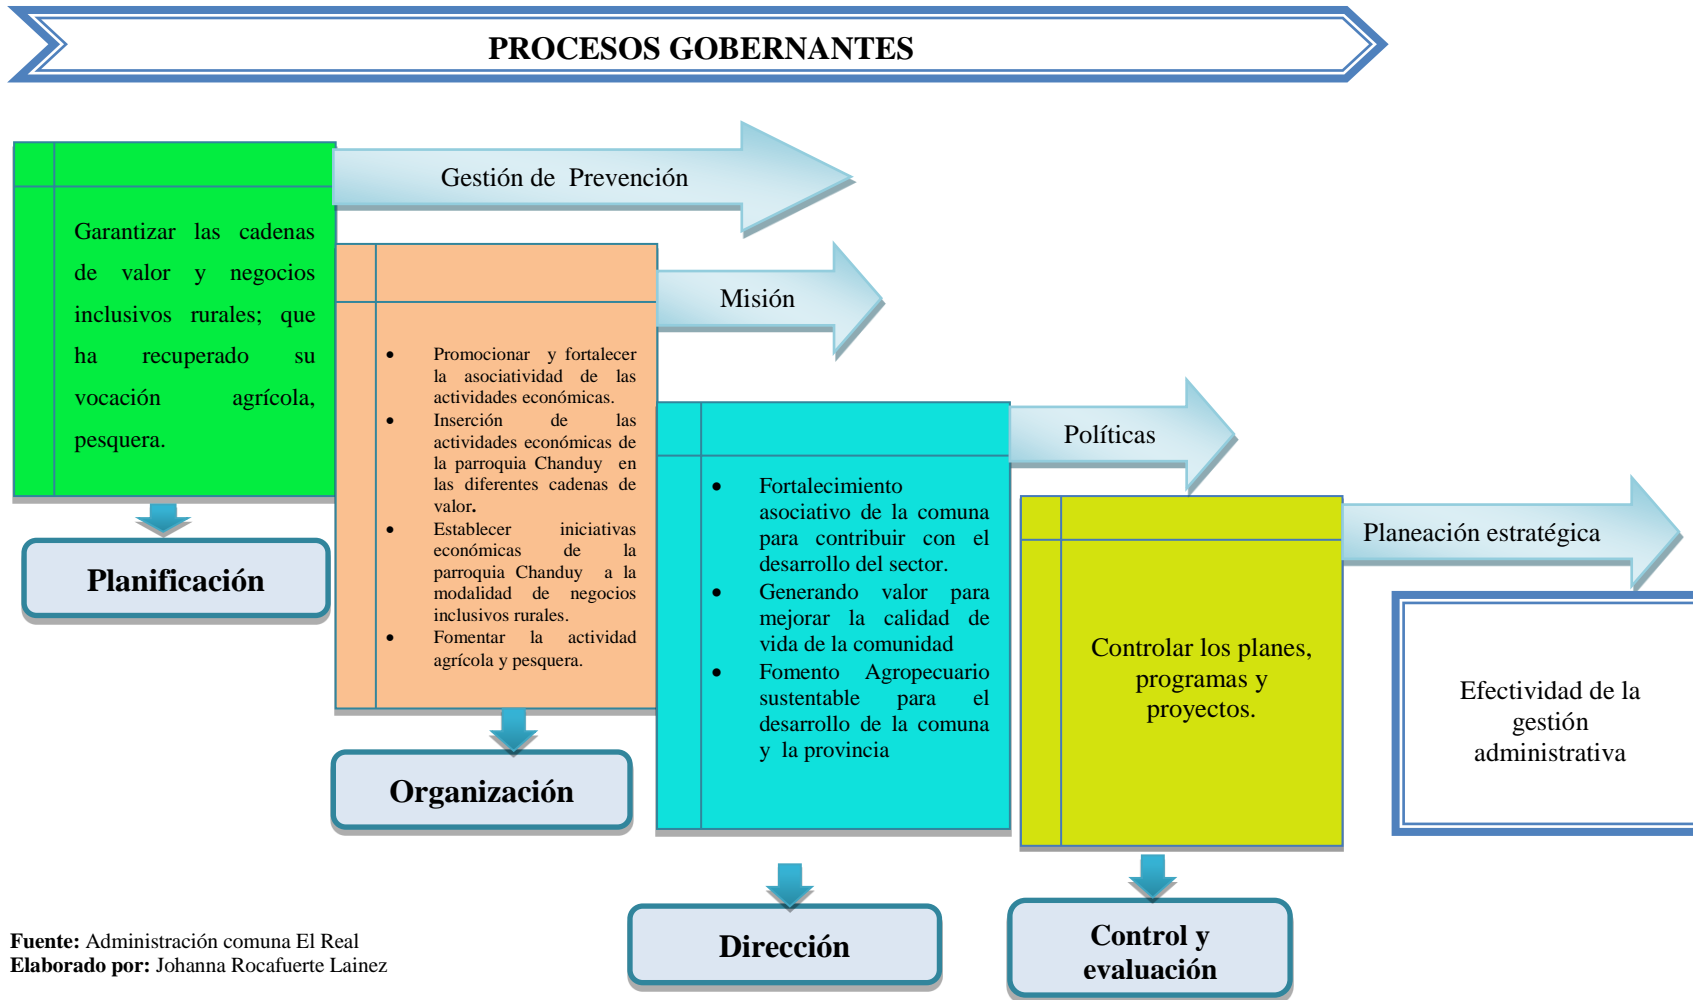 PROCESOS GOBERNANTES
Gestión de Prevención
Garantizar las cadenas
de valor y negocios
inclusivos rurales; que
ha recuperado su
vocación agrícola,
pesquera.
Planificación
Misión
• Promocionar y fortalecer
la asociatividad de las
actividades económicas.
• Inserción de las
actividades económicas de
la parroquia Chanduy en
las diferentes cadenas de
valor.
• Establecer iniciativas
económicas de la
parroquia Chanduy a la
modalidad de negocios
inclusivos rurales.
• Fomentar la actividad
agrícola y pesquera.
Organización
Políticas
• Fortalecimiento
asociativo de la comuna
para contribuir con el
desarrollo del sector.
• Generando valor para
mejorar la calidad de
vida de la comunidad
• Fomento Agropecuario
sustentable para el
desarrollo de la comuna
y la provincia
Dirección
Planeación estratégica
Controlar los planes,
programas y
proyectos.
Control y
evaluación
Efectividad de la
gestión
administrativa
Fuente: Administración comuna El Real
Elaborado por: Johanna Rocafuerte Lainez